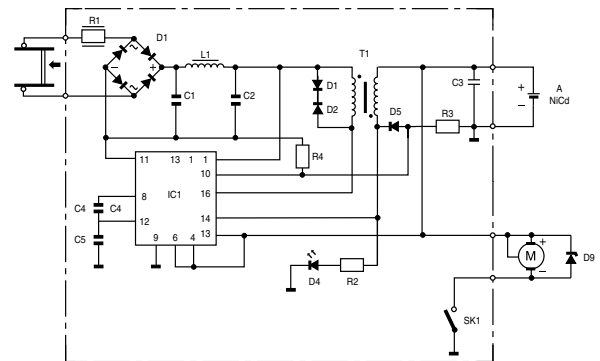 R1
D1
L1
T1
C1
C2
D1
D2
D5
R3
C3
A
NiCd
+
−
−
+
~
~
R4
11
13 1 1
10
8
IC1
16
12
14
9
6
4
13
C4
C4
C5
D4
R2
SK1
M
+
−
D9